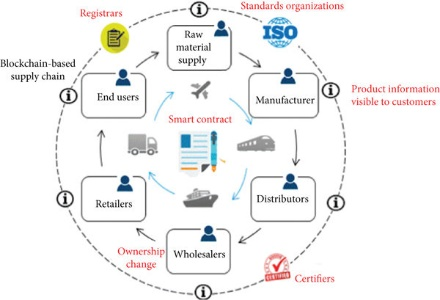 Registrars
Standards organizations
ISO
Raw
material
supply
Blockchain-based
supply chain
End users
Manufacturer
Product information
visible to customers
Smart contract
Retailers
Distributors
Ownership
change
Wholesalers
CERTIFIED
Certifiers